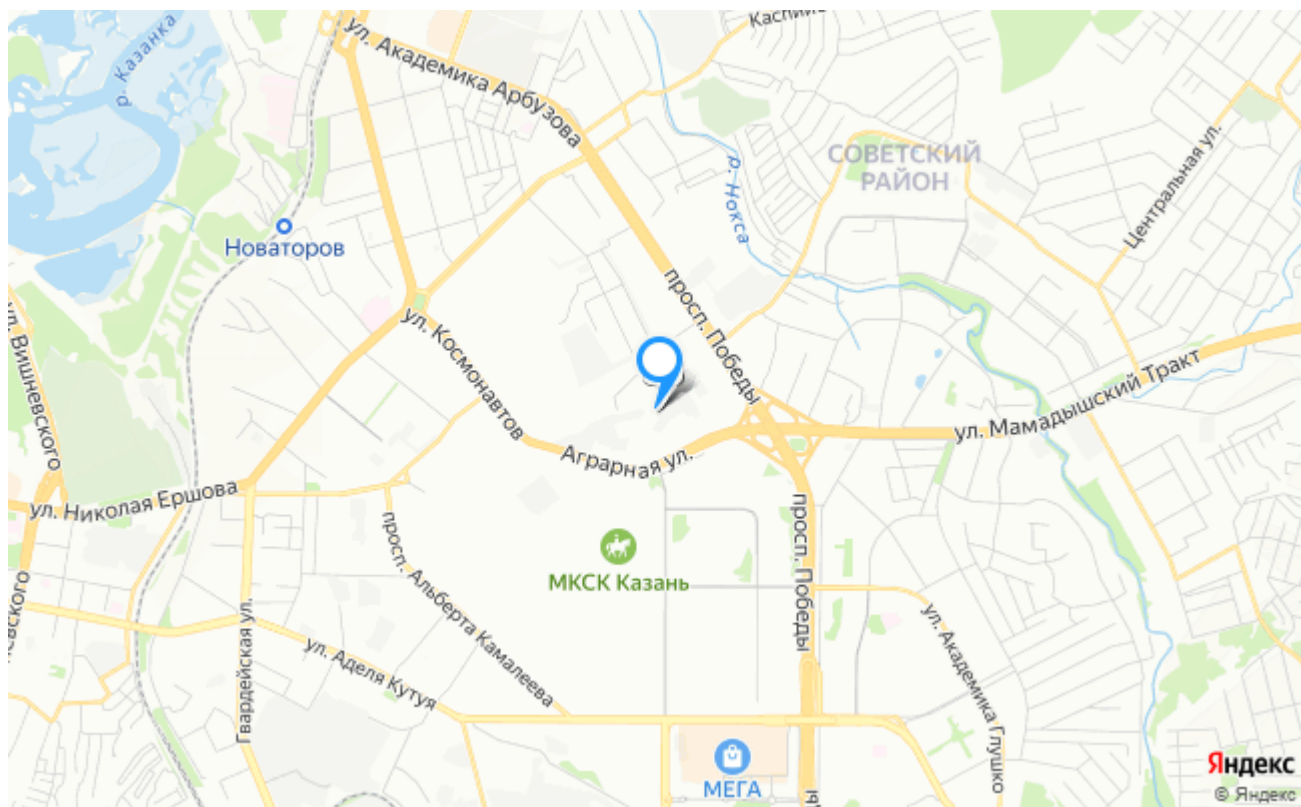 р. Казанка
ул. Академика Арбузова
р. Нокса
СОВЕТСКИЙ
РАЙОН
Центральная ул.
Новаторов
просп. Победы
ул. Вишневского
ул. Космонавтов
ул. Мамадышский Тракт
Аграрная ул.
ул. Николая Ершова
просп. Победы
МКСК Казань
просп. Альберта Камалеева
Гвардейская ул.
ул. Аделя Кутуя
ул. Академика Глушко
МЕГА
Яндекс
© Яндекс